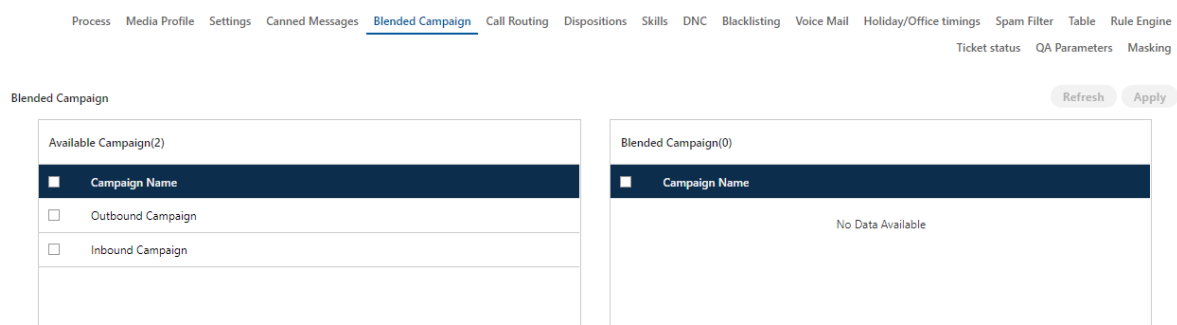 Process Media Profile Settings Canned Messages Blended Campaign Call Routing Dispositions Skills DNC Blacklisting Voice Mail Holiday/Office timings Spam Filter Table Rule Engine
Ticket status QA Parameters Masking
Blended Campaign Refresh Apply
Available Campaign(2)
Campaign Name
Outbound Campaign
Inbound Campaign
Blended Campaign(0)
Campaign Name
No Data Available